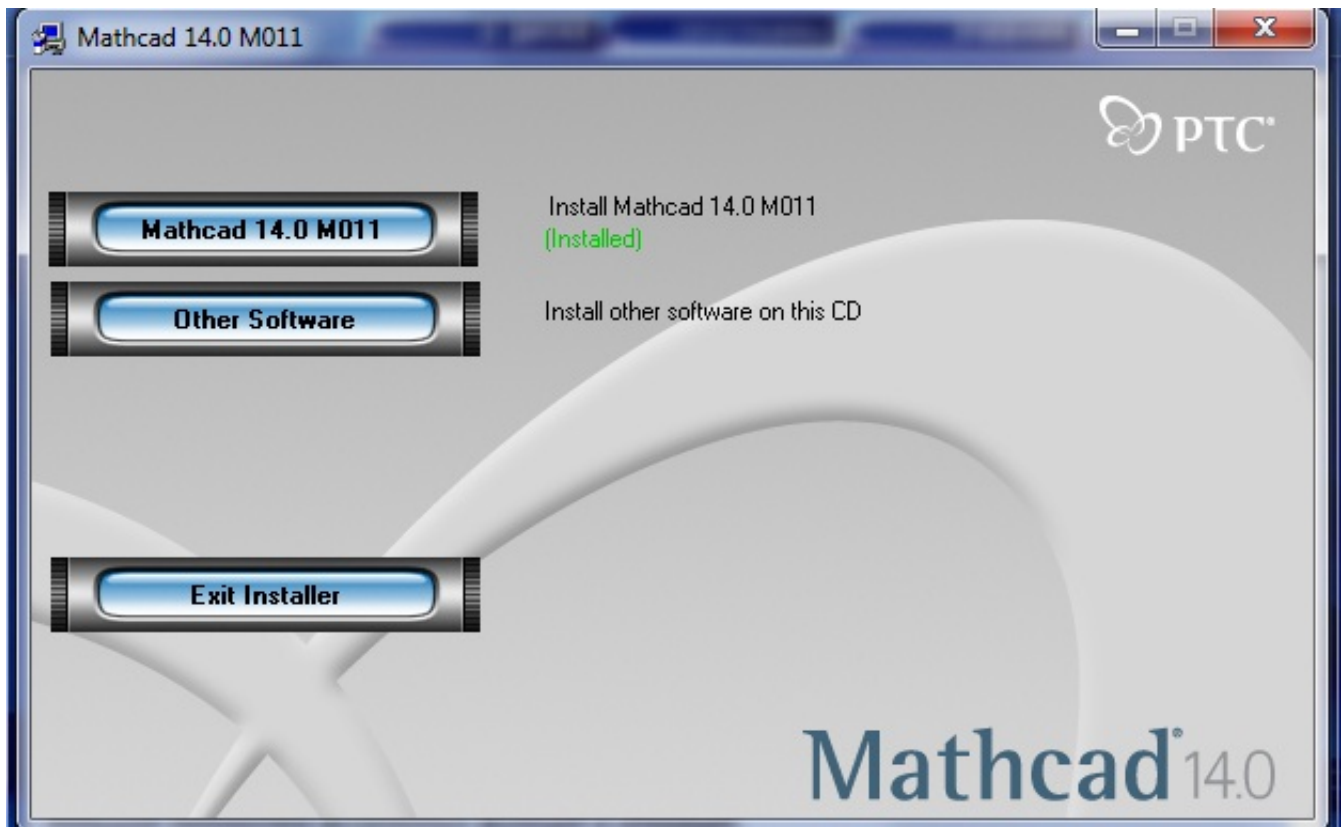 Mathcad 14.0 M011
PTC®
Mathcad 14.0 M011
Install Mathcad 14.0 M011
(Installed)
Other Software
Install other software on this CD
Exit Installer
Mathcad® 14.0